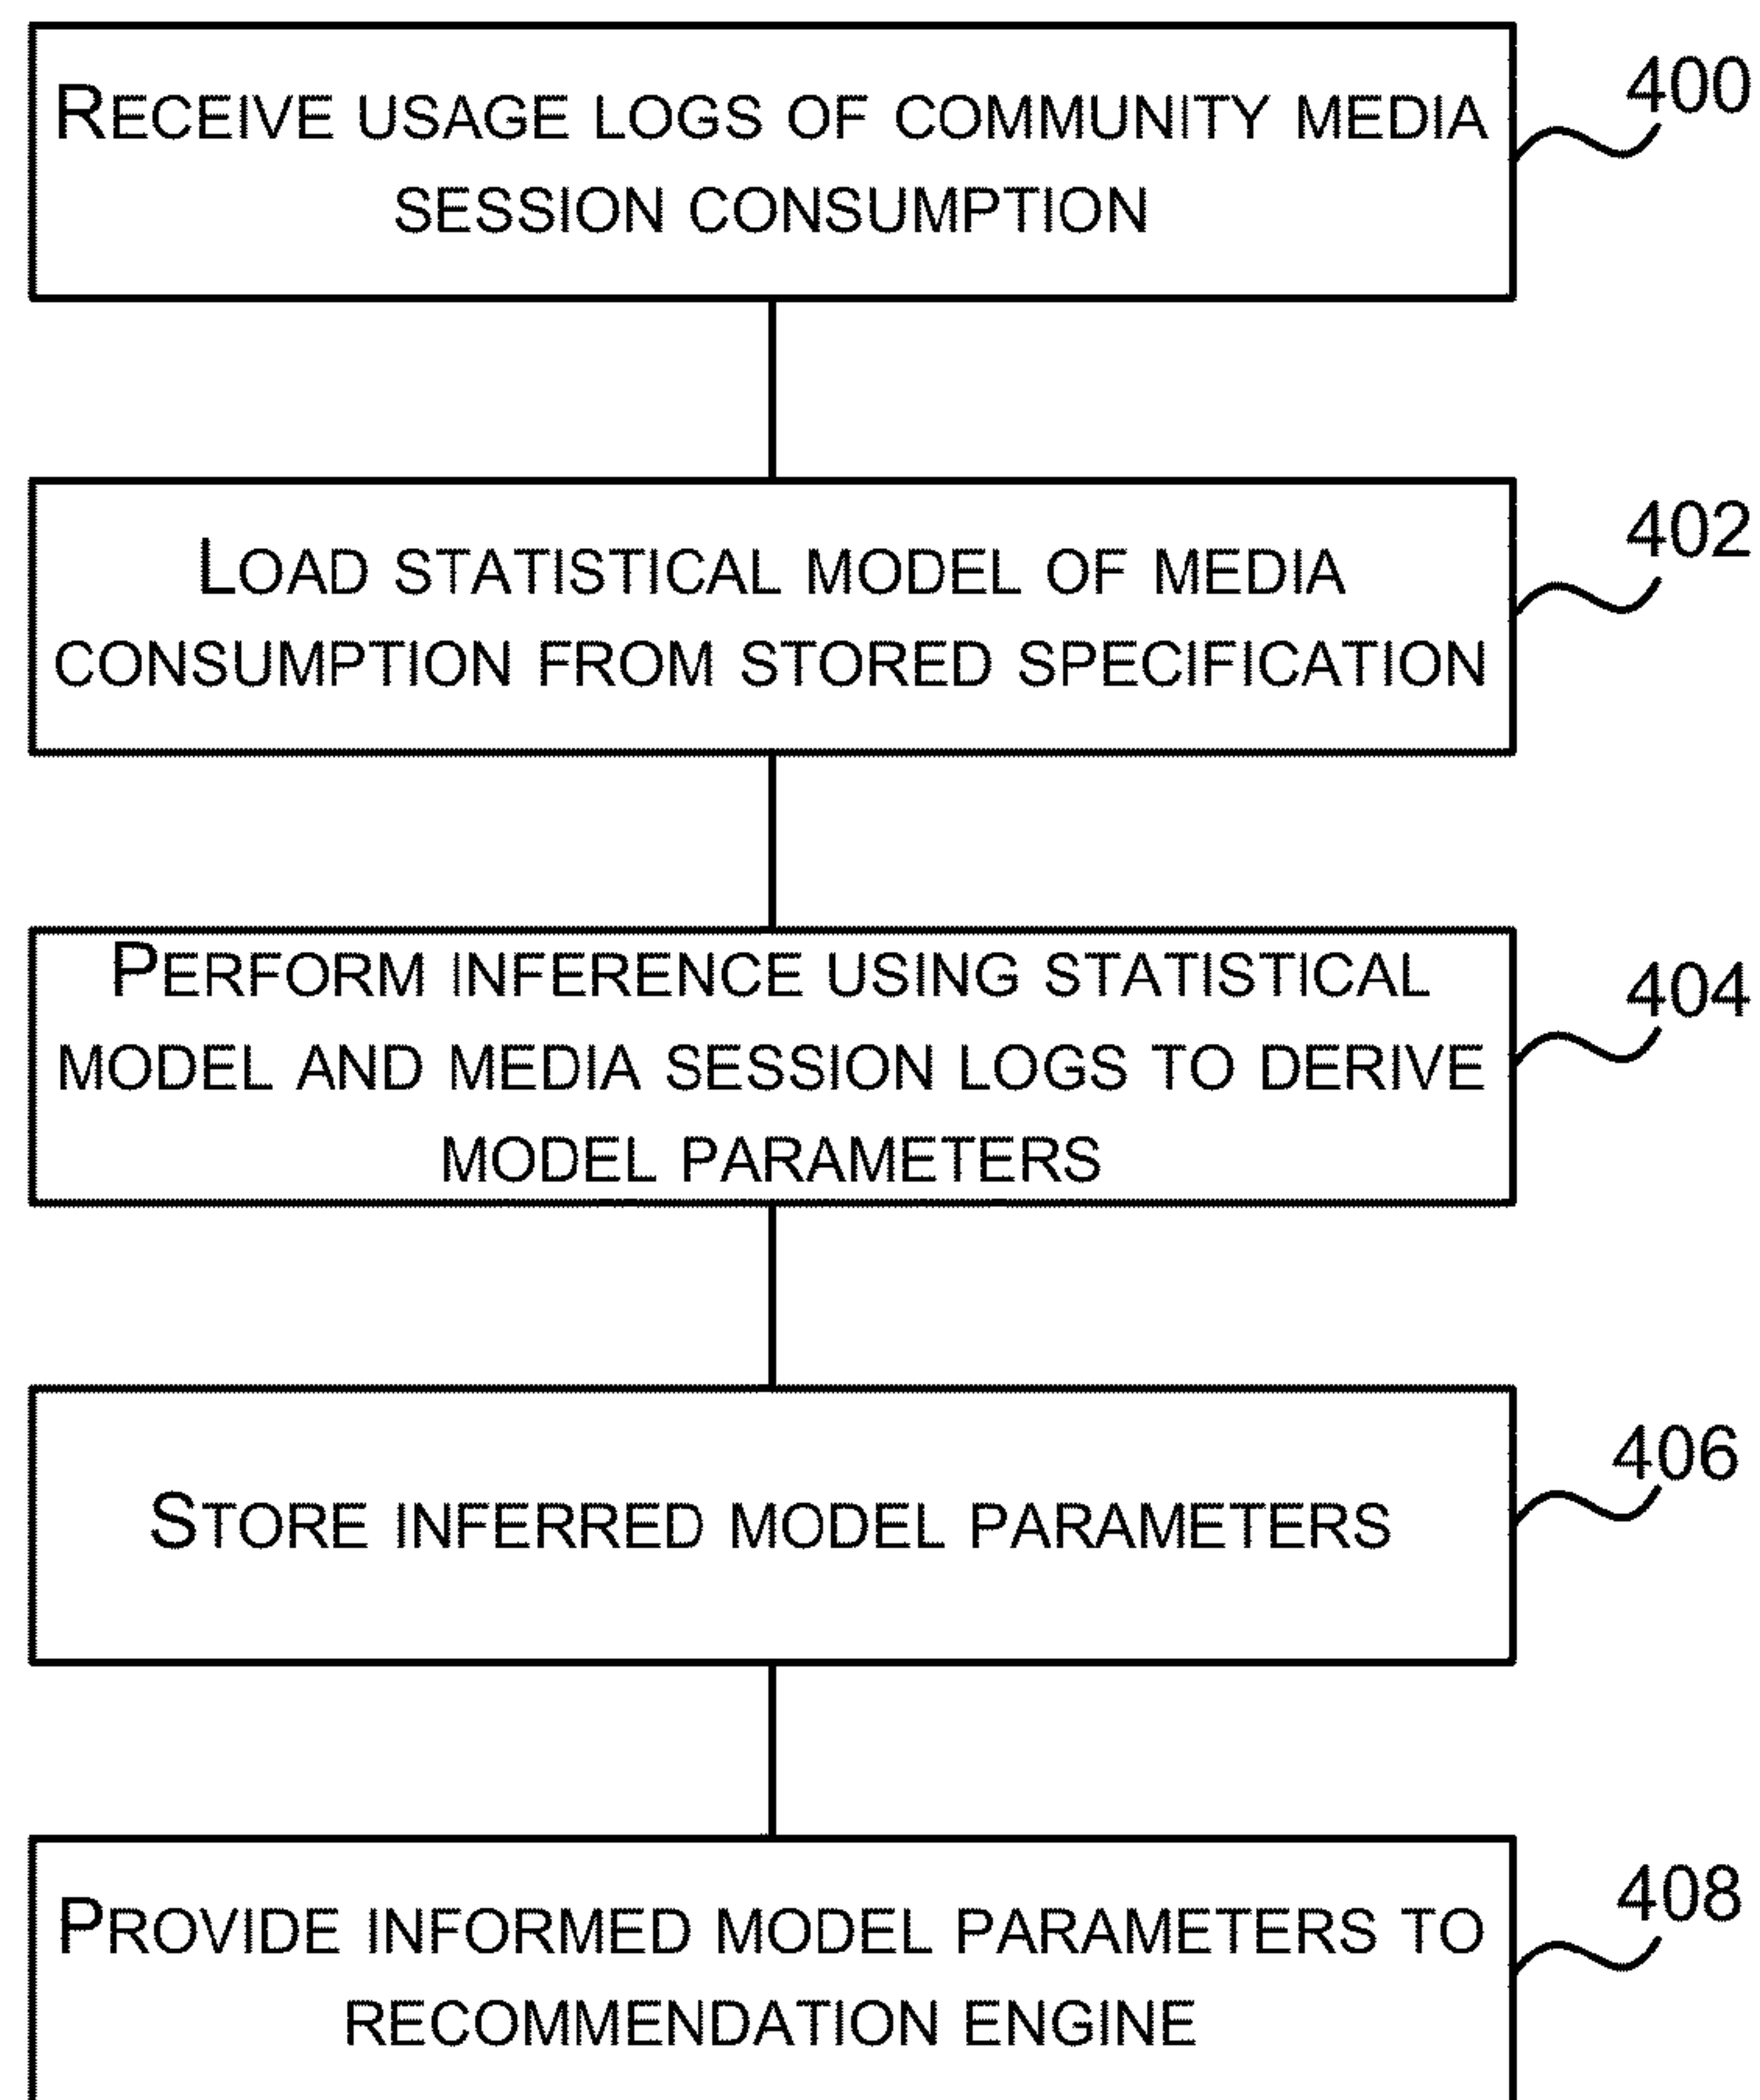 RECEIVE USAGE LOGS OF COMMUNITY MEDIA
SESSION CONSUMPTION
400
LOAD STATISTICAL MODEL OF MEDIA
CONSUMPTION FROM STORED SPECIFICATION
402
PERFORM INFERENCE USING STATISTICAL
MODEL AND MEDIA SESSION LOGS TO DERIVE
MODEL PARAMETERS
404
STORE INFERRED MODEL PARAMETERS
406
PROVIDE INFORMED MODEL PARAMETERS TO
RECOMMENDATION ENGINE
408